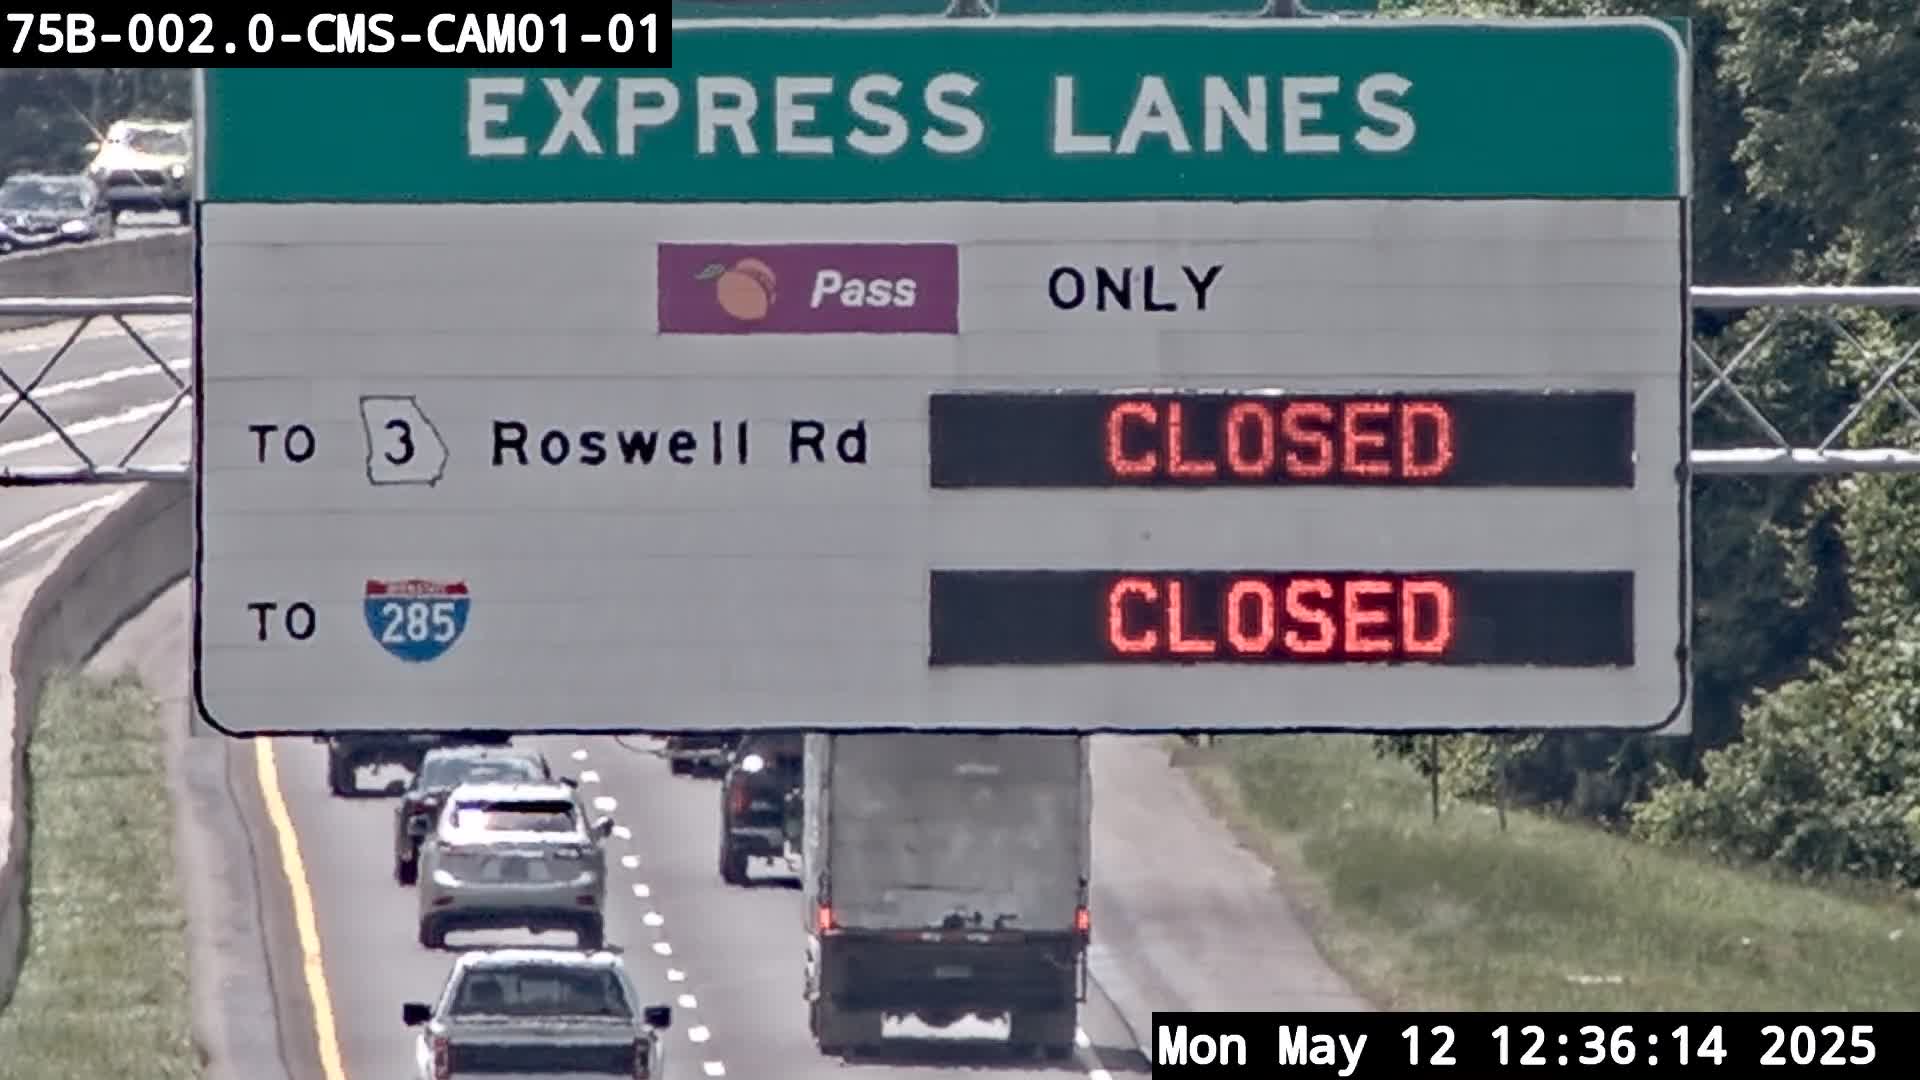 75B-002.0-CMS-CAM01-01
EXPRESS LANES
Pass ONLY
TO 3 Roswell Rd CLOSED
TO 285 CLOSED
Mon May 12 12:36:14 2025